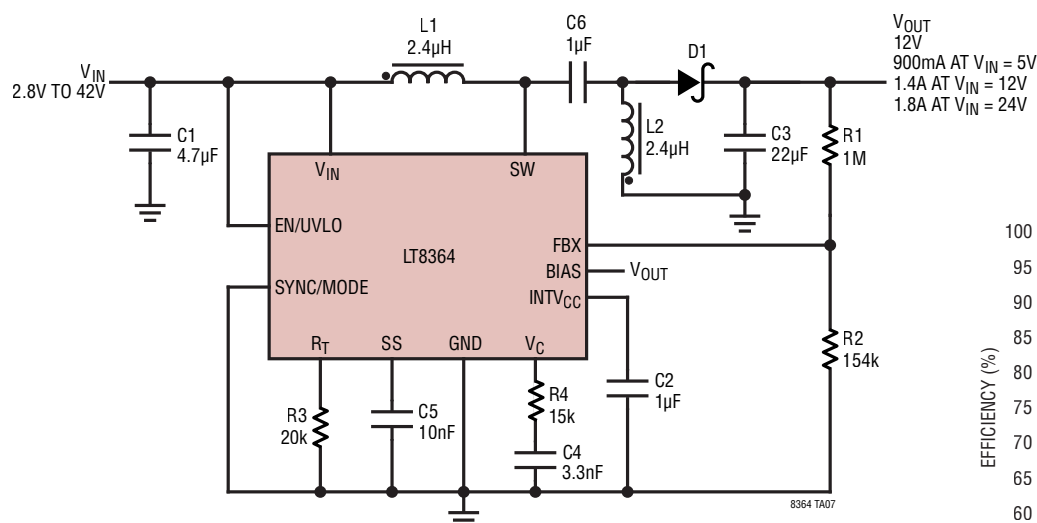 L1
2.4µH
C6
1µF
D1
VOUT
12V
900mA AT VIN = 5V
1.4A AT VIN = 12V
1.8A AT VIN = 24V
VIN
2.8V TO 42V
C1
4.7µF
L2
2.4µH
C3
22µF
R1
1M
VIN
SW
EN/UVLO
LT8364
FBX
BIAS
VOUT
SYNC/MODE
INTVCC
RT
SS
GND
VC
R2
154k
R3
20k
C5
10nF
R4
15k
C4
3.3nF
C2
1µF
8364 TA07
EFFICIENCY (%)
100
95
90
85
80
75
70
65
60